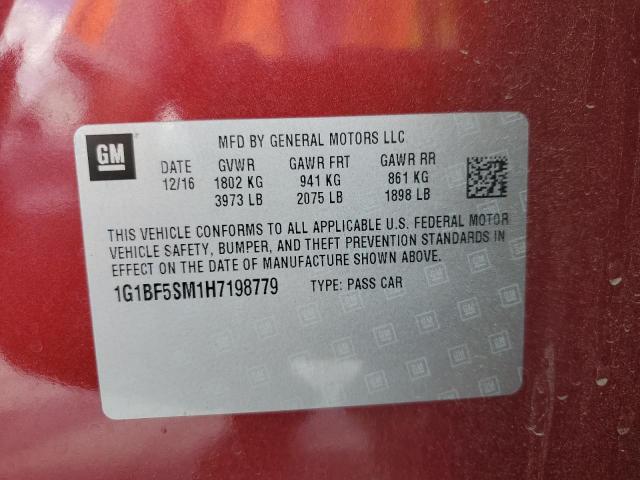 GM
MFD BY GENERAL MOTORS LLC
DATE GVWR GAWR FRT GAWR RR
12/16 1802 KG 941 KG 861 KG
3973 LB 2075 LB 1898 LB
THIS VEHICLE CONFORMS TO ALL APPLICABLE U.S. FEDERAL MOTOR
VEHICLE SAFETY, BUMPER, AND THEFT PREVENTION STANDARDS IN
EFFECT ON THE DATE OF MANUFACTURE SHOWN ABOVE.
1G1BF5SM1H7198779 TYPE: PASS CAR